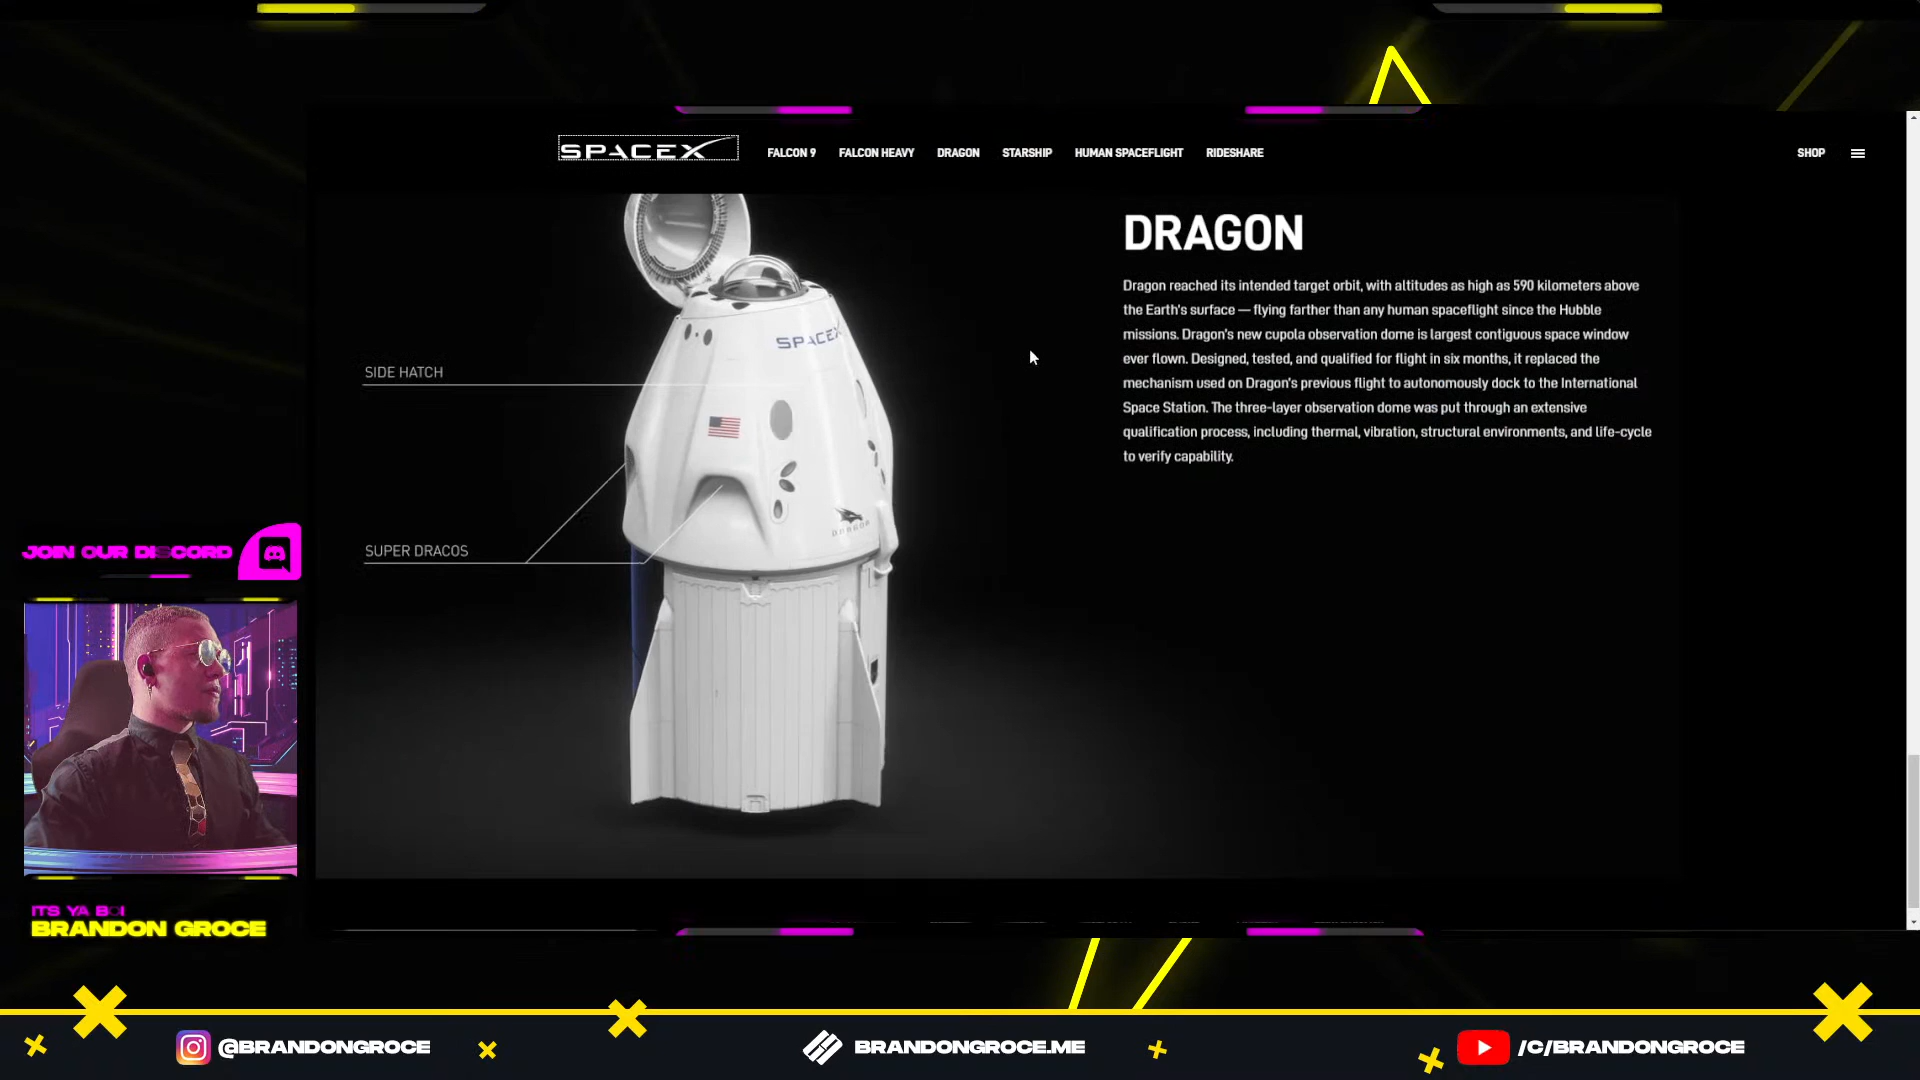 SPACEX
FALCON 9
FALCON HEAVY
DRAGON
STARSHIP
HUMAN SPACEFLIGHT
RIDESHARE
SHOP
DRAGON
Dragon reached its intended target orbit, with altitudes as high as 590 kilometers above
the Earth's surface — flying farther than any human spaceflight since the Hubble
missions. Dragon's new cupola observation dome is largest contiguous space window
ever flown. Designed, tested, and qualified for flight in six months, it replaced the
mechanism used on Dragon's previous flight to autonomously dock to the International
Space Station. The three-layer observation dome was put through an extensive
qualification process, including thermal, vibration, structural environments, and life-cycle
to verify capability.
SPACEX
SIDE HATCH
DRAGON
SUPER DRACOS
JOIN OUR DISCORD
ITS YA BOI
BRANDON GROCE
@BRANDONGROCE
BRANDONGROCE.ME
/C/BRANDONGROCE